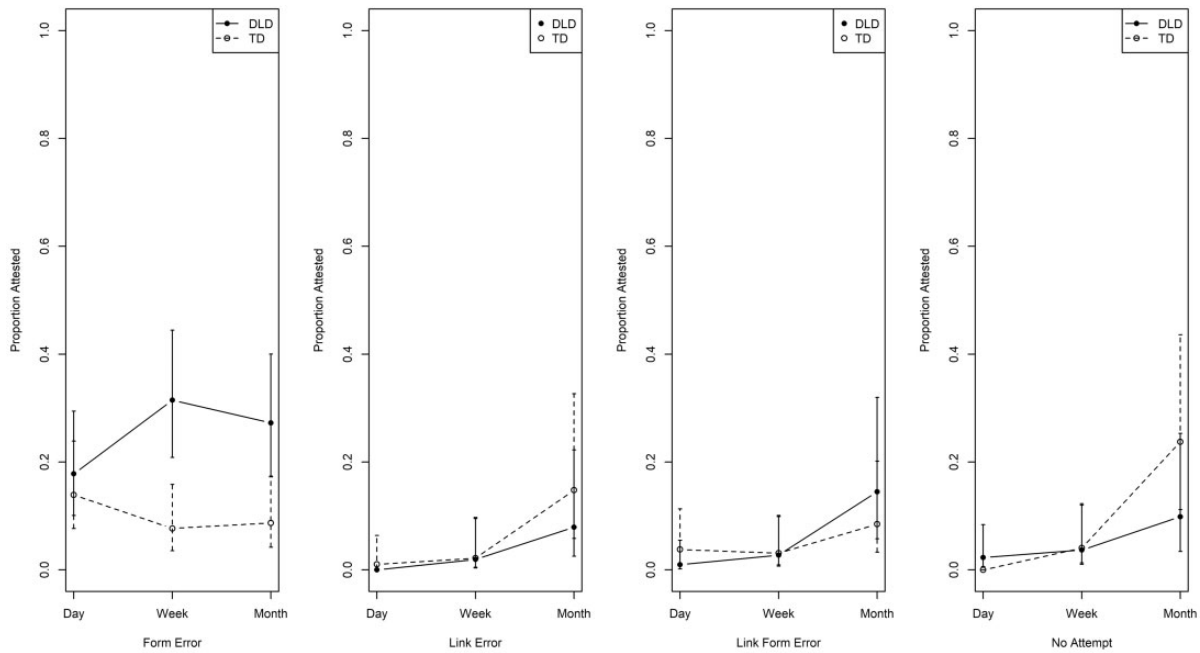 DLD
TD
Proportion Attested
1.0
0.8
0.6
0.4
0.2
0.0
Day Week Month
Form Error
DLD
TD
Proportion Attested
1.0
0.8
0.6
0.4
0.2
0.0
Day Week Month
Link Error
DLD
TD
Proportion Attested
1.0
0.8
0.6
0.4
0.2
0.0
Day Week Month
Link Form Error
DLD
TD
Proportion Attested
1.0
0.8
0.6
0.4
0.2
0.0
Day Week Month
No Attempt